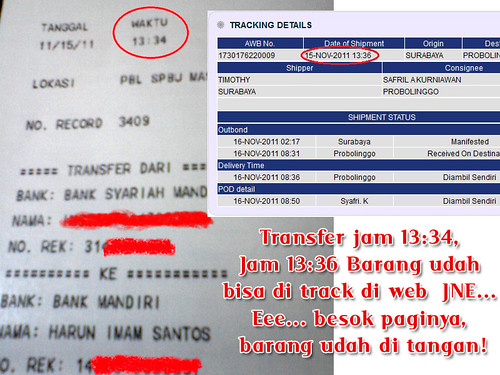 TANGGAL WAKTU
11/15/11 13:34
LOKASI PBL SPBU MA
NO. RECORD 3409
===== TRANSFER DARI =====
BANK: BANK SYARIAH MAND
NAMA:
NO. REK: 31
========== KE ==========
BANK: BANK MANDIRI
NAMA: HARUN IMAM SANTOS
O. REK: 14
TRACKING DETAILS
AWB No. Date of Shipment Origin Dest
1730176220009 15-NOV-2011 13:36 SURABAYA PROBOLIN
Shipper Consignee
TIMOTHY SAFRIL A KURNIAWAN
SURABAYA PROBOLINGGO
SHIPMENT STATUS
Outbond
16-NOV-2011 02:17 Surabaya Manifested
16-NOV-2011 08:31 Probolinggo Received On Destina
Delivery Time
16-NOV-2011 08:36 Probolinggo Diambil Sendiri
POD detail
16-NOV-2011 08:50 Syafri. K Diambil Sendiri
Transfer jam 13:34,
Jam 13:36 Barang udah
bisa di track di web JNE...
Eee... besok paginya,
barang udah di tangan!